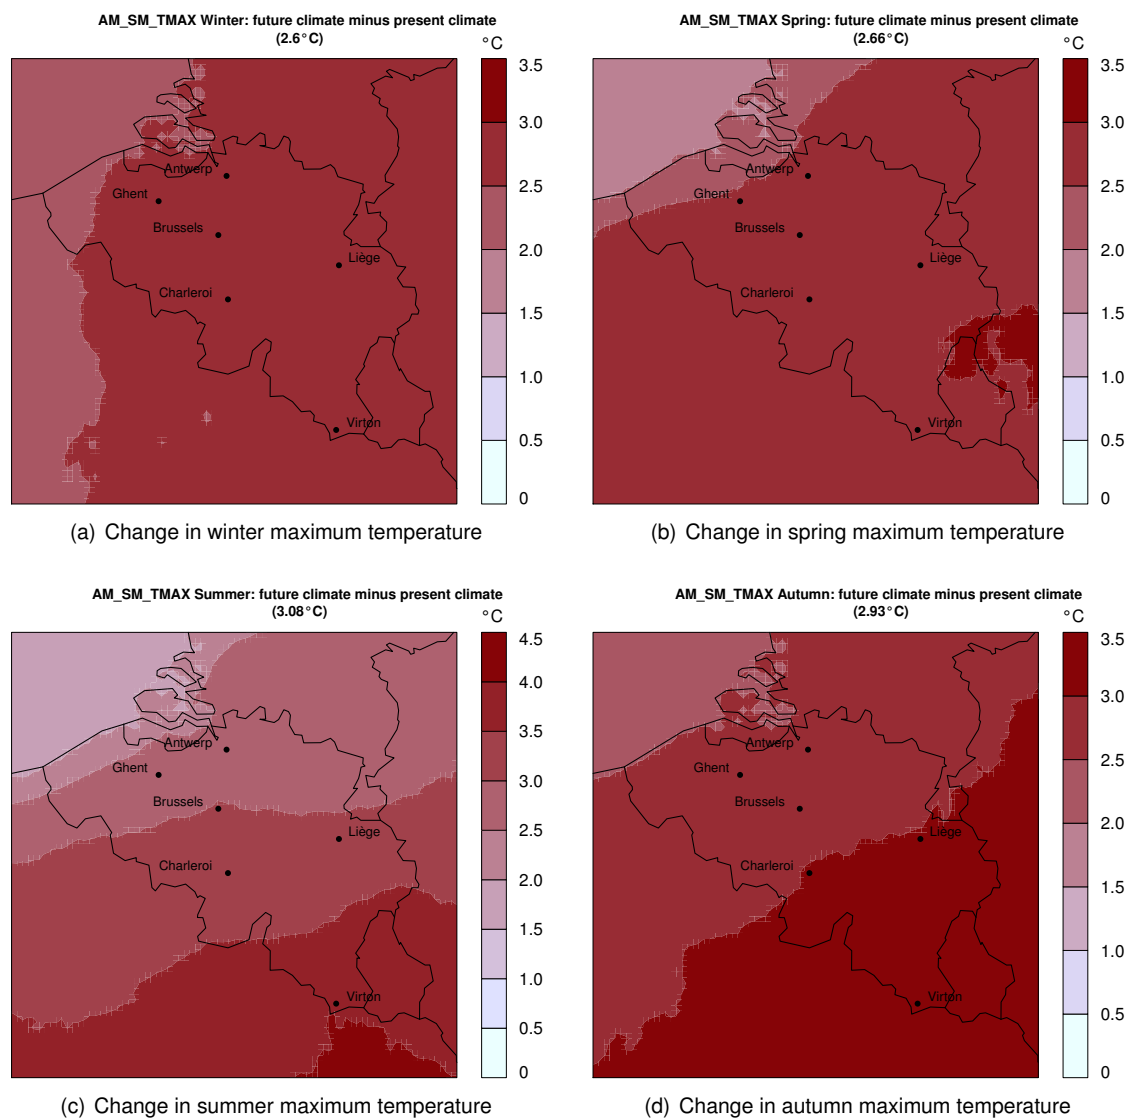 AM_SM_TMAX Winter: future climate minus present climate
(2.6°C)
°C
3.5
3.0
2.5
2.0
1.5
1.0
0.5
0
Antwerp
Ghent
Brussels
Liège
Charleroi
Virton
(a) Change in winter maximum temperature
AM_SM_TMAX Spring: future climate minus present climate
(2.66°C)
°C
3.5
3.0
2.5
2.0
1.5
1.0
0.5
0
Antwerp
Ghent
Brussels
Liège
Charleroi
Virton
(b) Change in spring maximum temperature
AM_SM_TMAX Summer: future climate minus present climate
(3.08°C)
°C
4.5
4.0
3.5
3.0
2.5
2.0
1.5
1.0
0.5
0
Antwerp
Ghent
Brussels
Liège
Charleroi
Virton
(c) Change in summer maximum temperature
AM_SM_TMAX Autumn: future climate minus present climate
(2.93°C)
°C
3.5
3.0
2.5
2.0
1.5
1.0
0.5
0
Antwerp
Ghent
Brussels
Liège
Charleroi
Virton
(d) Change in autumn maximum temperature